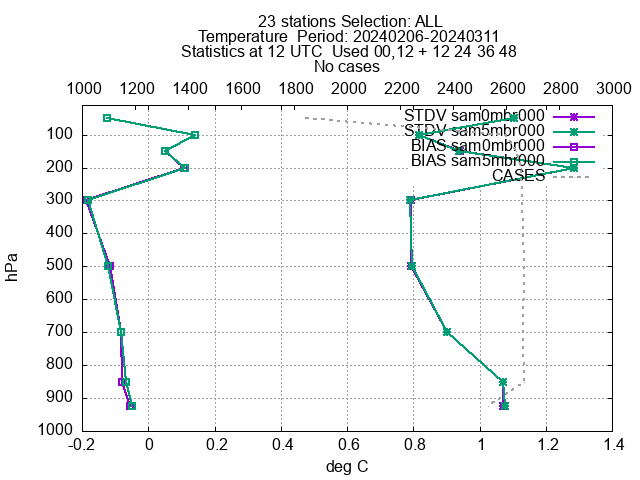 23 stations Selection: ALL
Temperature  Period: 20240206-20240311
Statistics at 12 UTC  Used 00,12 + 12 24 36 48
No cases
1000 1200 1400 1600 1800 2000 2200 2400 2600 2800 3000
STDV sam0mbr000
STDV sam5mbr000
BIAS sam0mbr000
BIAS sam5mbr000
CASES
100
200
300
400
500
600
700
800
900
1000
hPa
-0.2 0 0.2 0.4 0.6 0.8 1 1.2 1.4
deg C